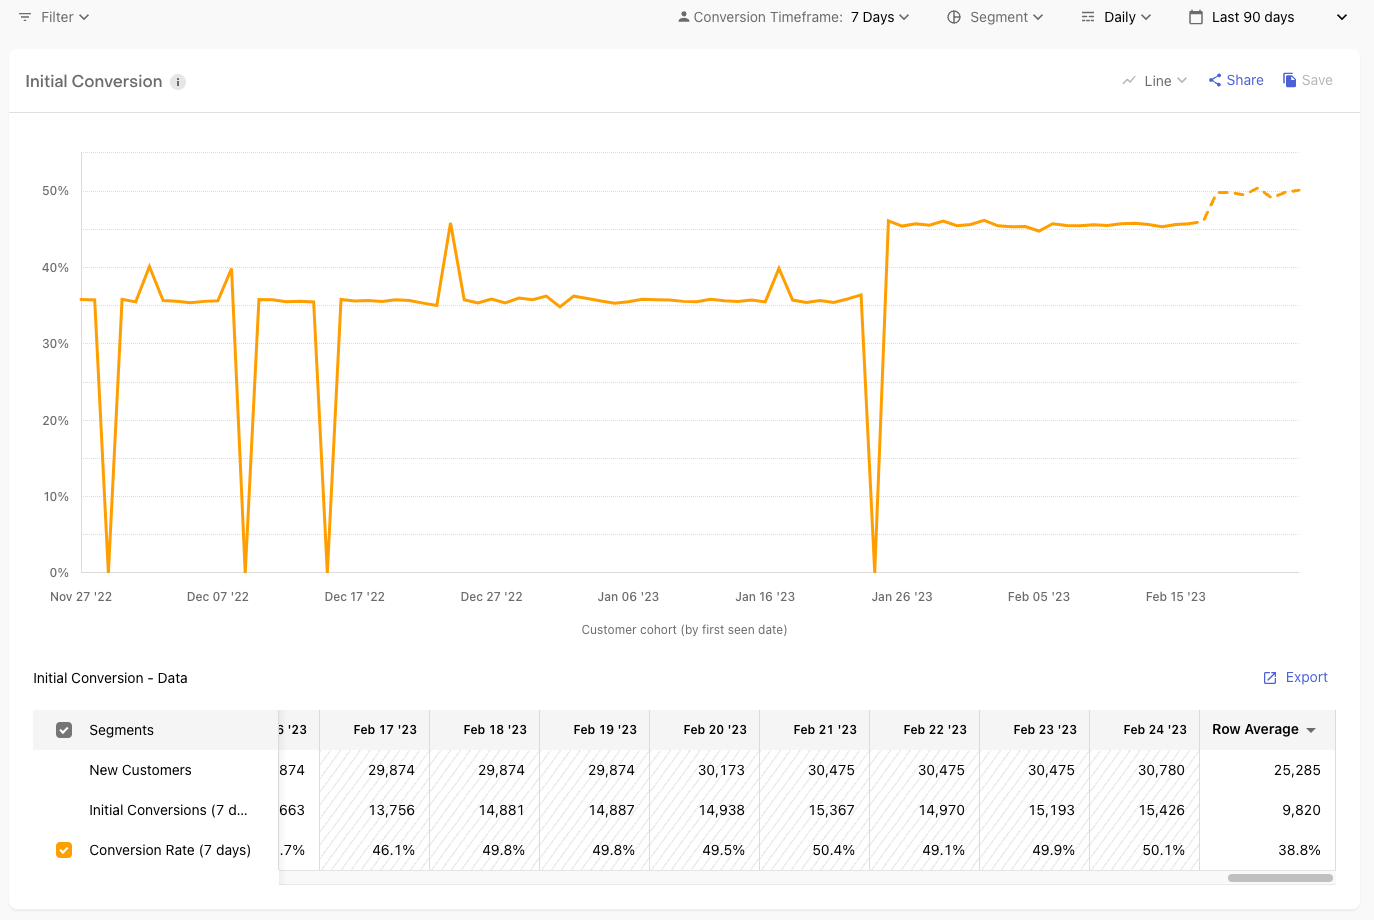 Filter Conversion Timeframe: 7 Days Segment Daily Last 90 days
Initial Conversion i Line Share Save
50%
40%
30%
20%
10%
0%
Nov 27 '22 Dec 07 '22 Dec 17 '22 Dec 27 '22 Jan 06 '23 Jan 16 '23 Jan 26 '23 Feb 05 '23 Feb 15 '23
Customer cohort (by first seen date)
Initial Conversion - Data Export
Segments 6 '23 Feb 17 '23 Feb 18 '23 Feb 19 '23 Feb 20 '23 Feb 21 '23 Feb 22 '23 Feb 23 '23 Feb 24 '23 Row Average
New Customers 874 29,874 29,874 29,874 30,173 30,475 30,475 30,475 30,780 25,285
Initial Conversions (7 d... 663 13,756 14,881 14,887 14,938 15,367 14,970 15,193 15,426 9,820
Conversion Rate (7 days) .7% 46.1% 49.8% 49.8% 49.5% 50.4% 49.1% 49.9% 50.1% 38.8%